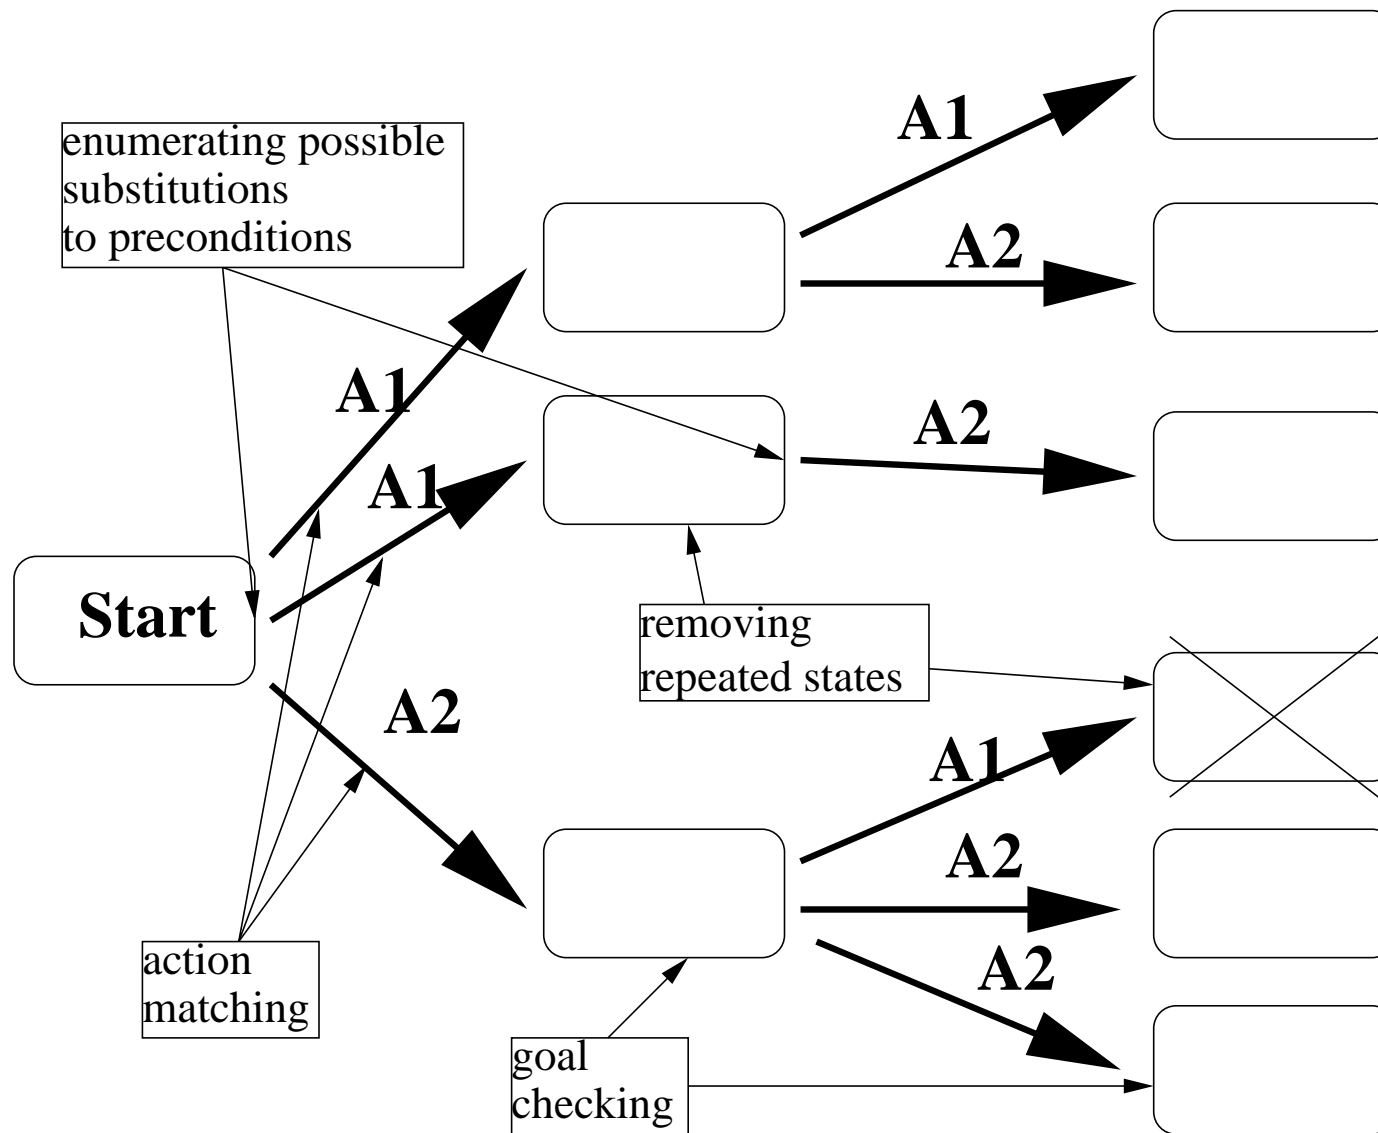 enumerating possible
substitutions
to preconditions
A1
A2
A1
A2
A1
Start
removing
repeated states
A2
A1
A2
action
matching
A2
goal
checking